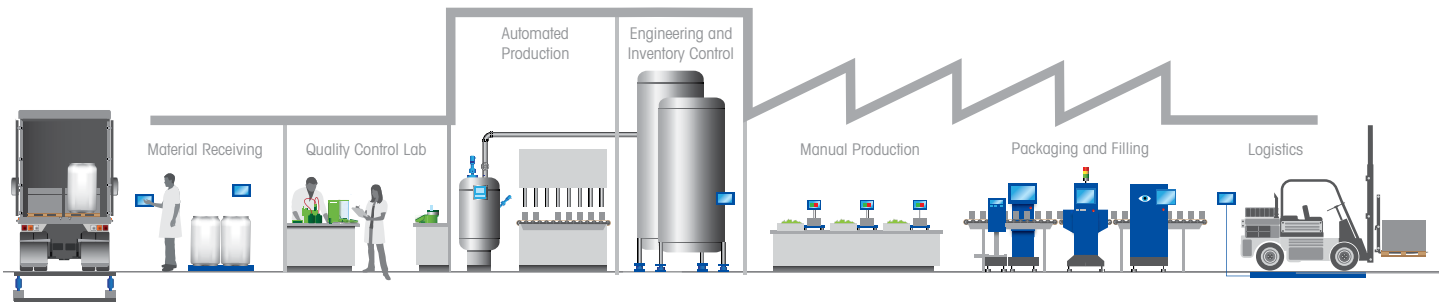 Automated
Production
Engineering and
Inventory Control
Material Receiving
Quality Control Lab
Manual Production
Packaging and Filling
Logistics